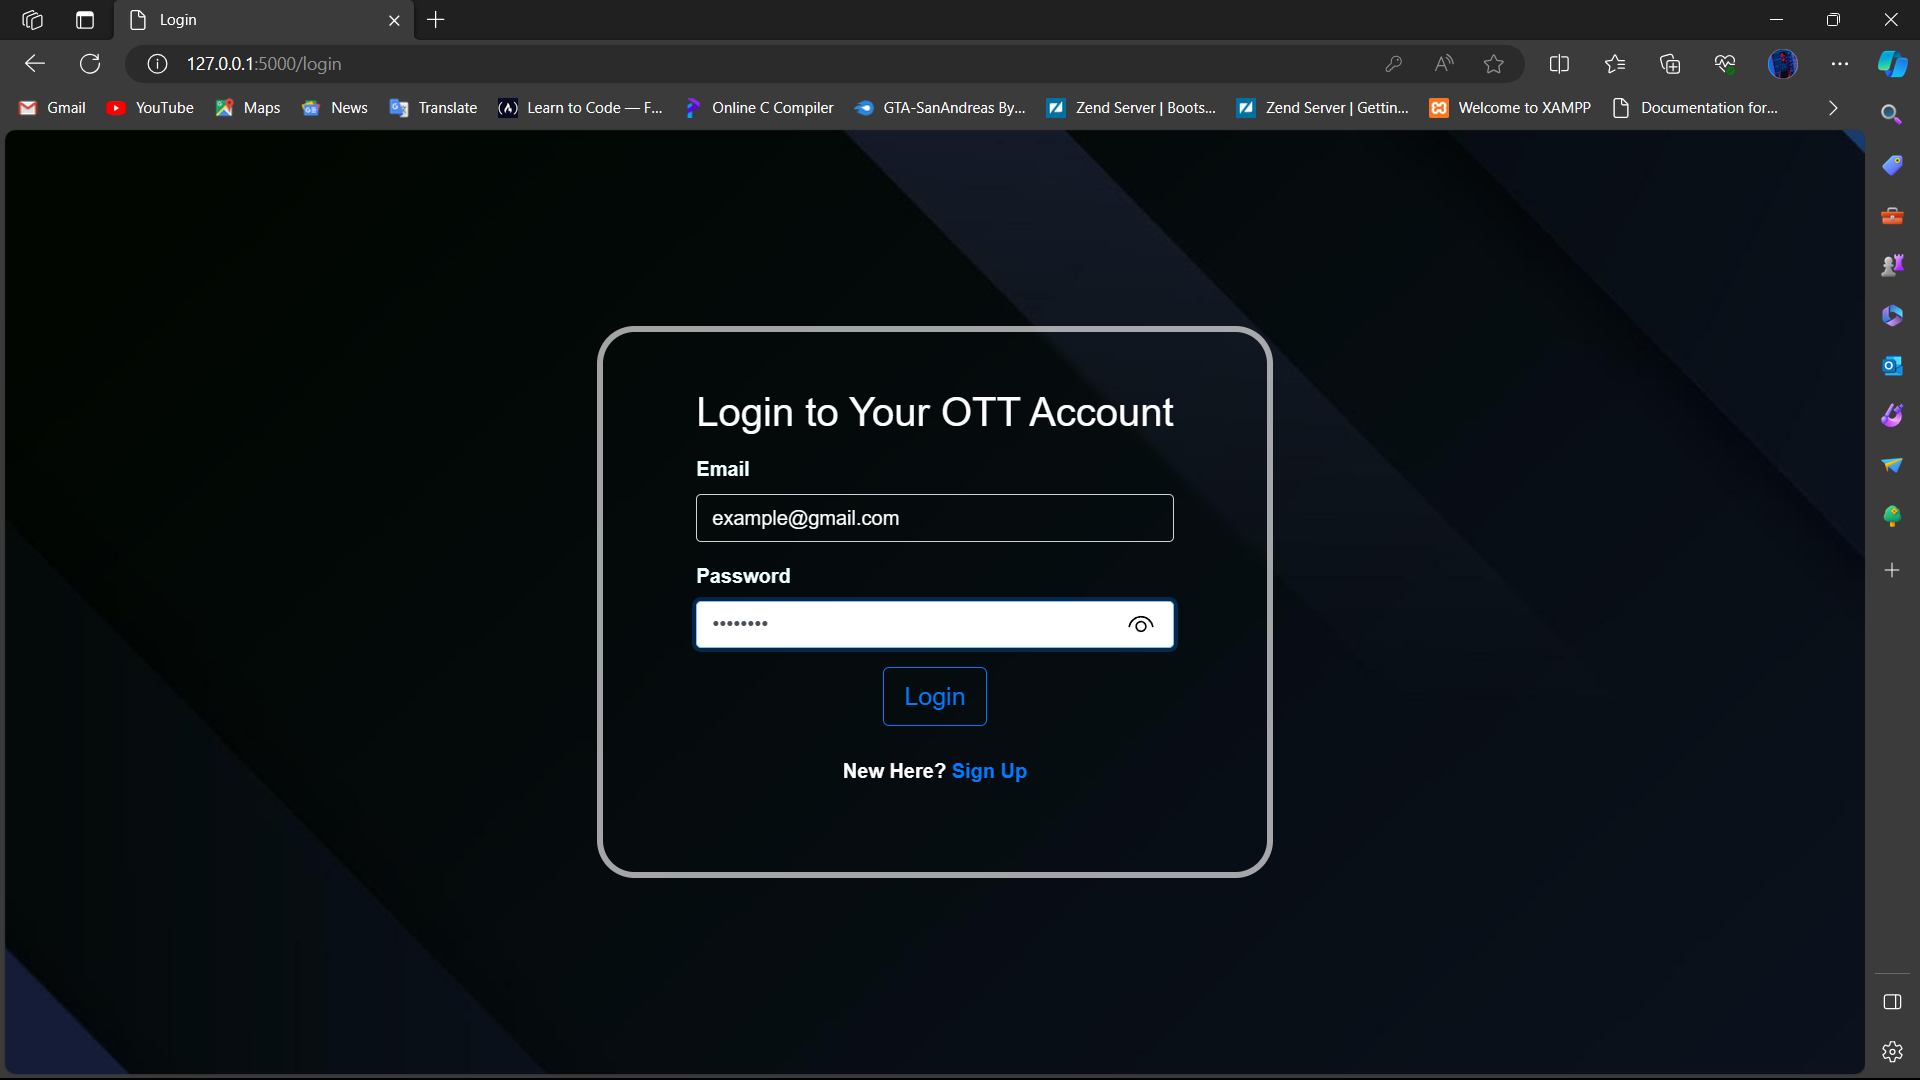 Login
127.0.0.1:5000/login
Gmail YouTube Maps News Translate Learn to Code — F... Online C Compiler GTA-SanAndreas By... Zend Server | Boots... Zend Server | Gettin... Welcome to XAMPP Documentation for...
Login to Your OTT Account
Email
example@gmail.com
Password
••••••••
Login
New Here? Sign Up